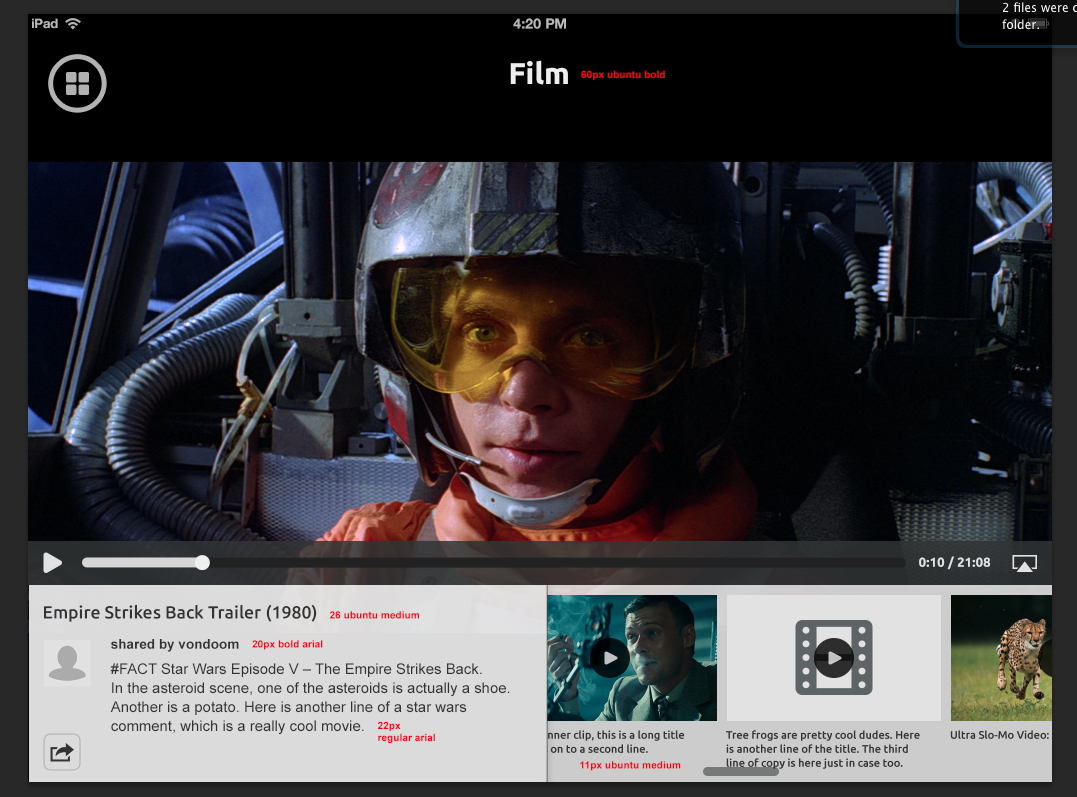 2 files were
folder.
iPad 4:20 PM
Film 60px ubuntu bold
0:10 / 21:08
Empire Strikes Back Trailer (1980) 26 ubuntu medium
shared by vondoom 20px bold arial
#FACT Star Wars Episode V – The Empire Strikes Back.
In the asteroid scene, one of the asteroids is actually a shoe.
Another is a potato. Here is another line of a star wars
comment, which is a really cool movie. 22px
regular arial
nner clip, this is a long title
on to a second line.
11px ubuntu medium
Tree frogs are pretty cool dudes. Here
is another line of the title. The third
line of copy is here just in case too.
Ultra Slo-Mo Video: